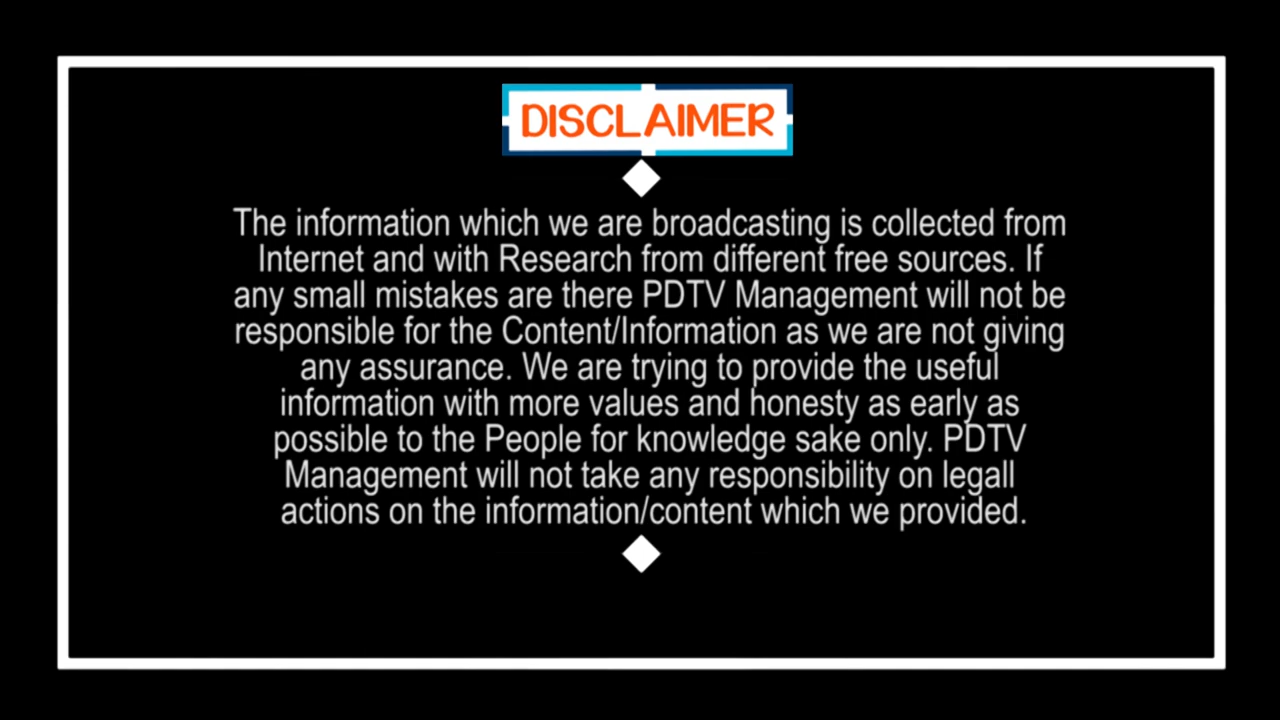 DISCLAIMER
The information which we are broadcasting is collected from
Internet and with Research from different free sources. If
any small mistakes are there PDTV Management will not be
responsible for the Content/Information as we are not giving
any assurance. We are trying to provide the useful
information with more values and honesty as early as
possible to the People for knowledge sake only. PDTV
Management will not take any responsibility on legall
actions on the information/content which we provided.